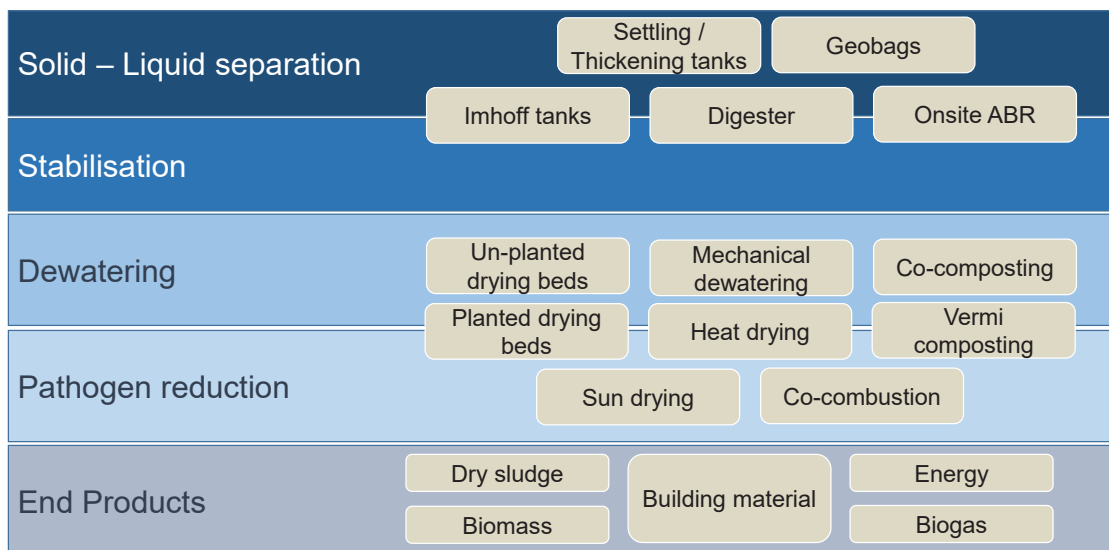 Solid – Liquid separation
Settling /
Thickening tanks
Geobags
Imhoff tanks
Digester
Onsite ABR
Stabilisation
Dewatering
Un-planted
drying beds
Mechanical
dewatering
Co-composting
Planted drying
beds
Heat drying
Vermi
composting
Pathogen reduction
Sun drying
Co-combustion
End Products
Dry sludge
Biomass
Building material
Energy
Biogas